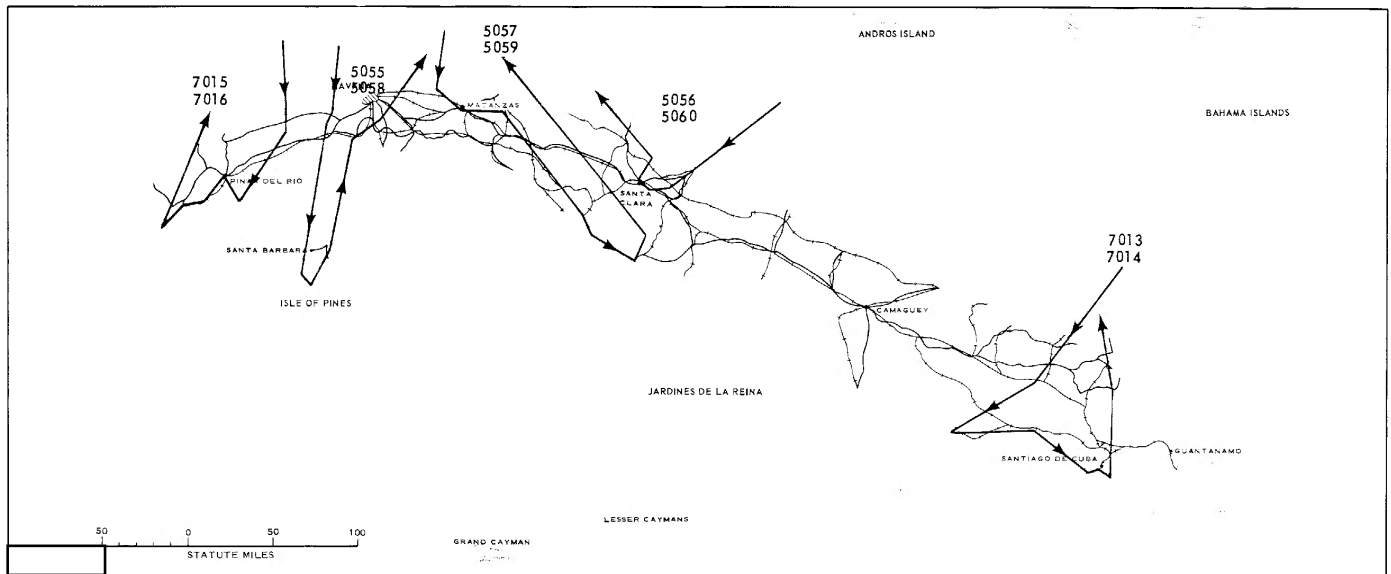 ANDROS ISLAND
BAHAMA ISLANDS
7015
7016
5055
5058
5057
5059
MATANZAS
5056
5060
PINAR DEL RIO
SANTA
CLARA
SANTA BARBARA
ISLE OF PINES
7013
7014
CAMAGUEY
JARDINES DE LA REINA
SANTIAGO DE CUBA
GUANTANAMO
LESSER CAYMANS
GRAND CAYMAN
50 0 50 100
STATUTE MILES